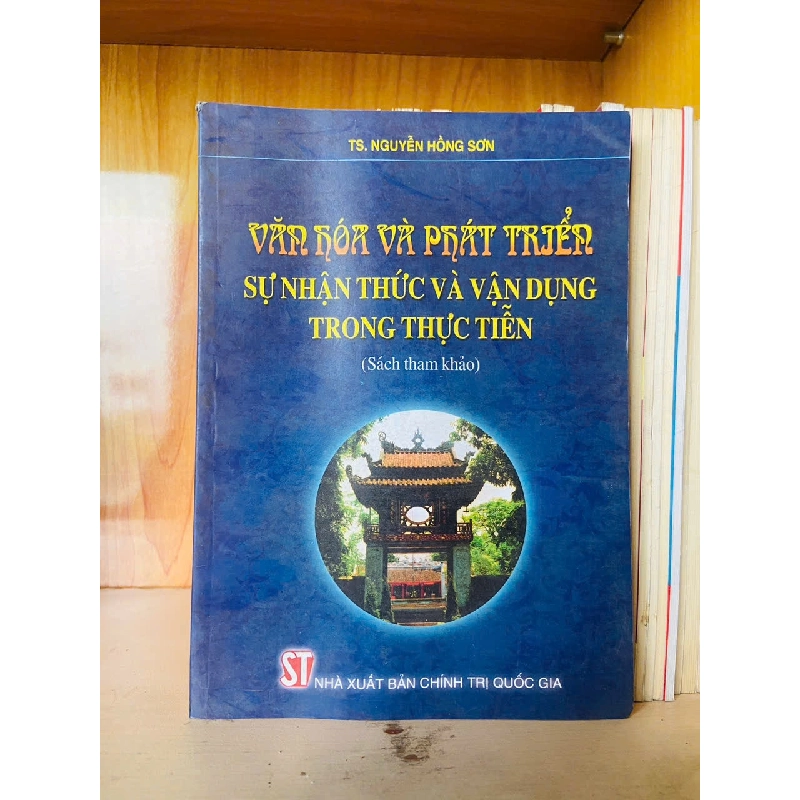 TS. NGUYỄN HỒNG SƠN
VĂN HÓA VÀ PHÁT TRIỂN
SỰ NHẬN THỨC VÀ VẬN DỤNG
TRONG THỰC TIỄN
(Sách tham khảo)
ST
NHÀ XUẤT BẢN CHÍNH TRỊ QUỐC GIA